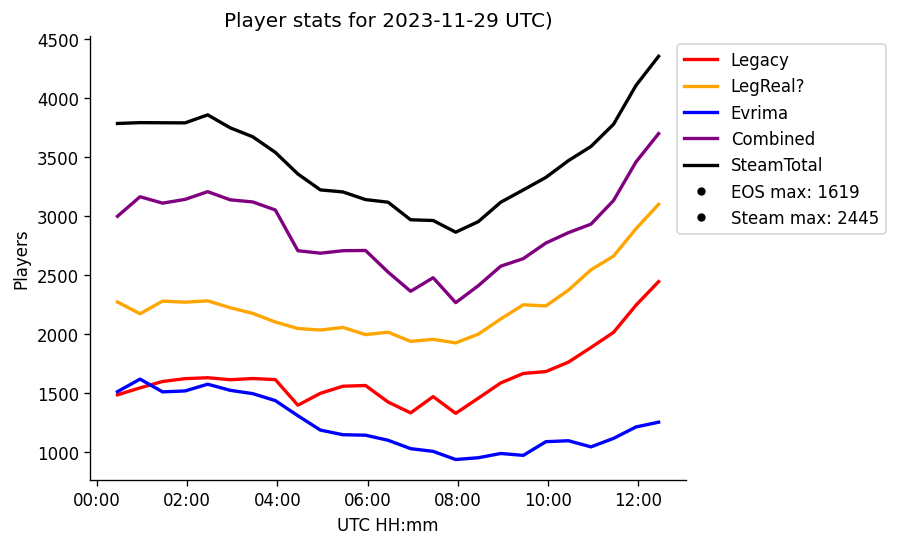 Player stats for 2023-11-29 UTC)
4500
4000
3500
3000
2500
2000
1500
1000
Players
00:00 02:00 04:00 06:00 08:00 10:00 12:00
UTC HH:mm
Legacy
LegReal?
Evrima
Combined
SteamTotal
EOS max: 1619
Steam max: 2445